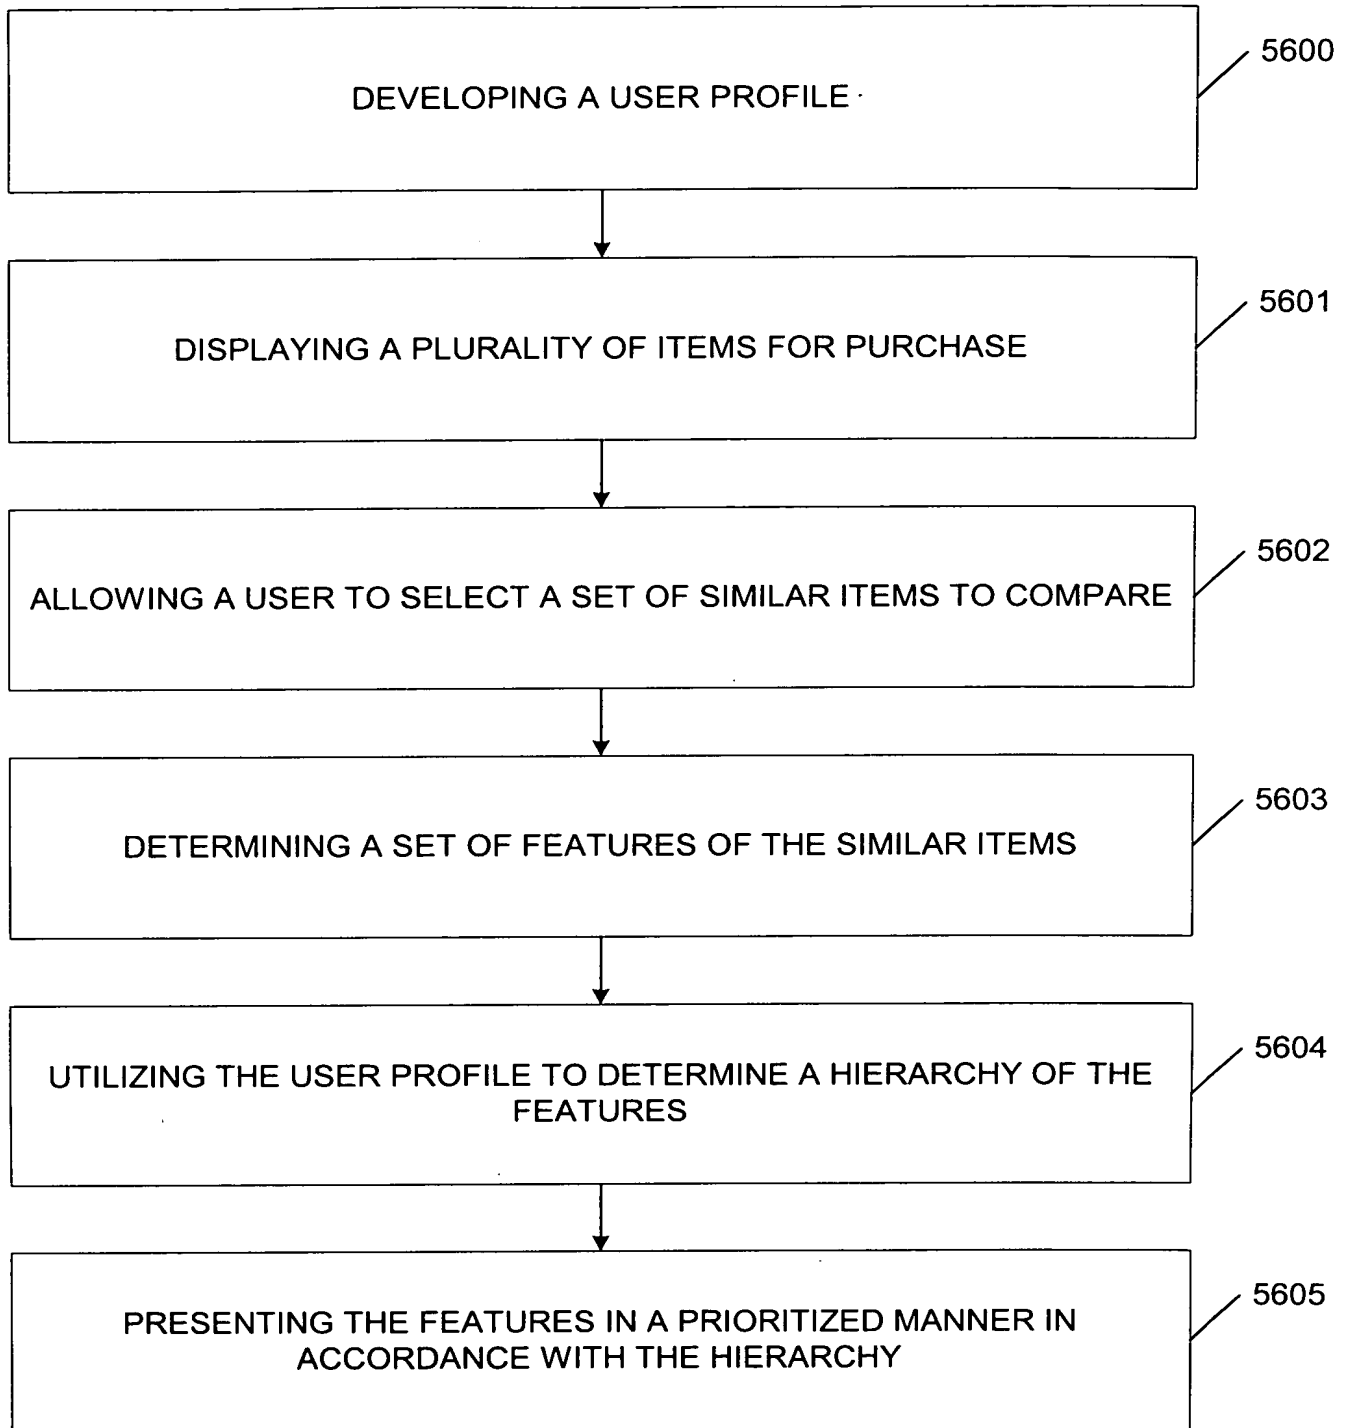 DEVELOPING A USER PROFILE
5600
DISPLAYING A PLURALITY OF ITEMS FOR PURCHASE
5601
ALLOWING A USER TO SELECT A SET OF SIMILAR ITEMS TO COMPARE
5602
DETERMINING A SET OF FEATURES OF THE SIMILAR ITEMS
5603
UTILIZING THE USER PROFILE TO DETERMINE A HIERARCHY OF THE
FEATURES
5604
PRESENTING THE FEATURES IN A PRIORITIZED MANNER IN
ACCORDANCE WITH THE HIERARCHY
5605